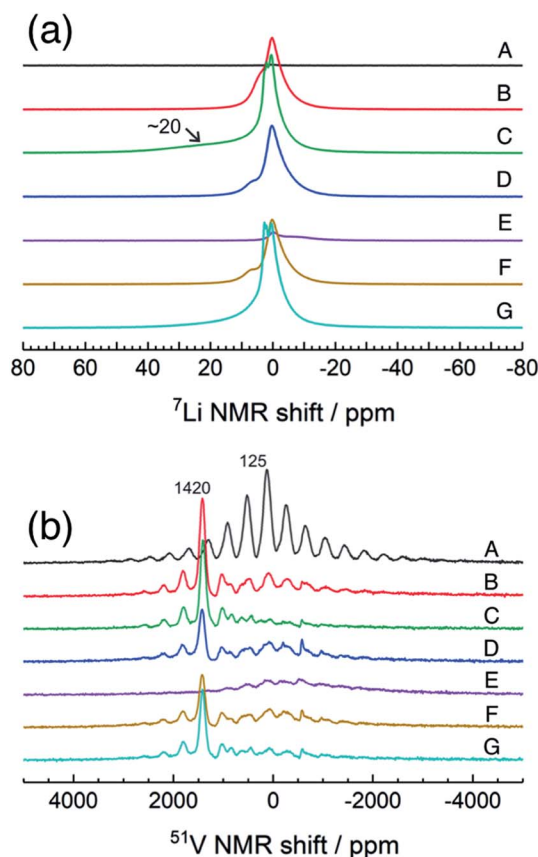 (a)
A
B
~20
C
D
E
F
G
80 60 40 20 0 -20 -40 -60 -80
⁷Li NMR shift / ppm
(b)
125
1420
A
B
C
D
E
F
G
4000 2000 0 -2000 -4000
⁵¹V NMR shift / ppm